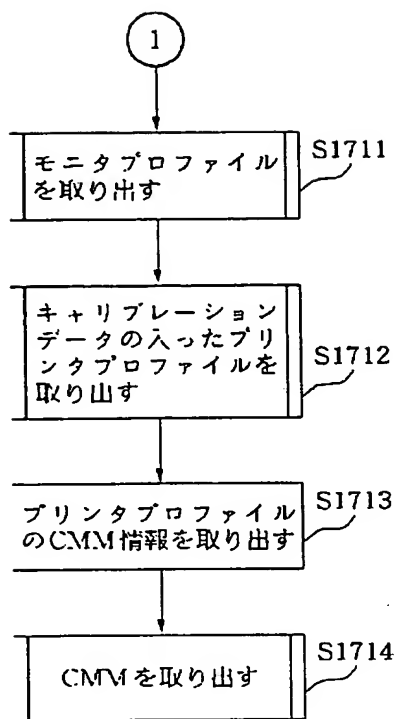 1
モニタプロファイル
を取り出す
S1711
キャリブレーション
データの入ったプリ
ンタプロファイルを
取り出す
S1712
プリンタプロファイル
のCMM情報を取り出す
S1713
CMMを取り出す
S1714